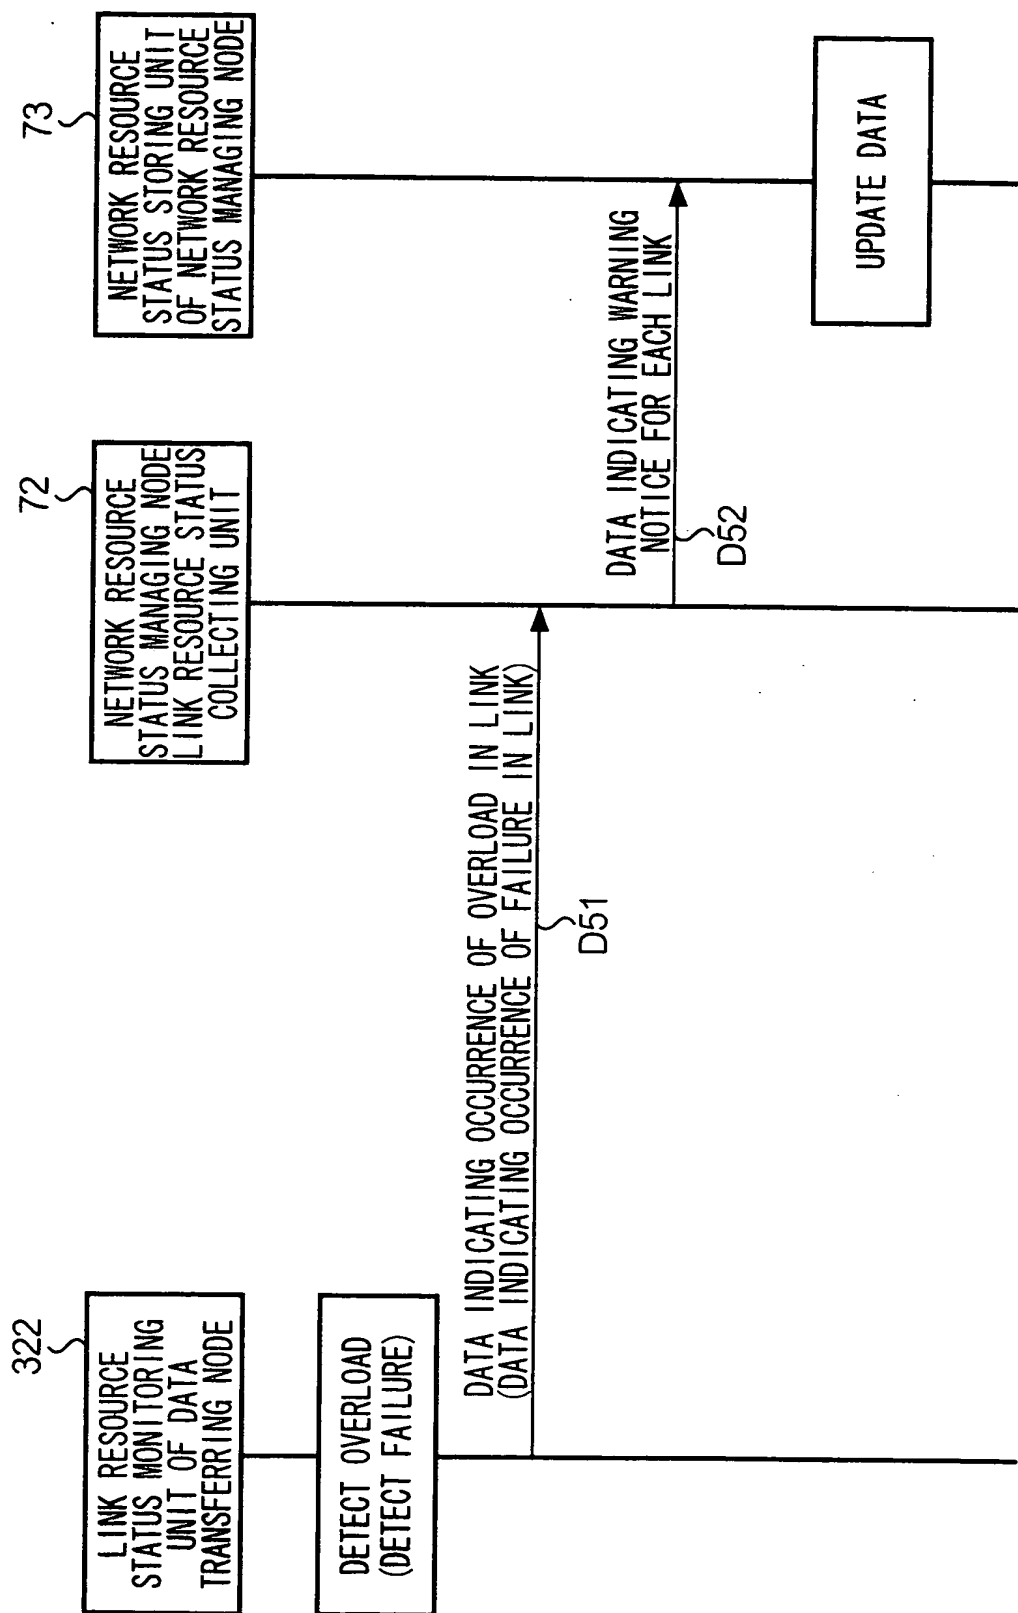 322
LINK RESOURCE
STATUS MONITORING
UNIT OF DATA
TRANSFERRING NODE
72
NETWORK RESOURCE
STATUS MANAGING NODE
LINK RESOURCE STATUS
COLLECTING UNIT
73
NETWORK RESOURCE
STATUS STORING UNIT
OF NETWORK RESOURCE
STATUS MANAGING NODE
DETECT OVERLOAD
(DETECT FAILURE)
DATA INDICATING OCCURRENCE OF OVERLOAD IN LINK
(DATA INDICATING OCCURRENCE OF FAILURE IN LINK)
D51
DATA INDICATING WARNING
NOTICE FOR EACH LINK
D52
UPDATE DATA